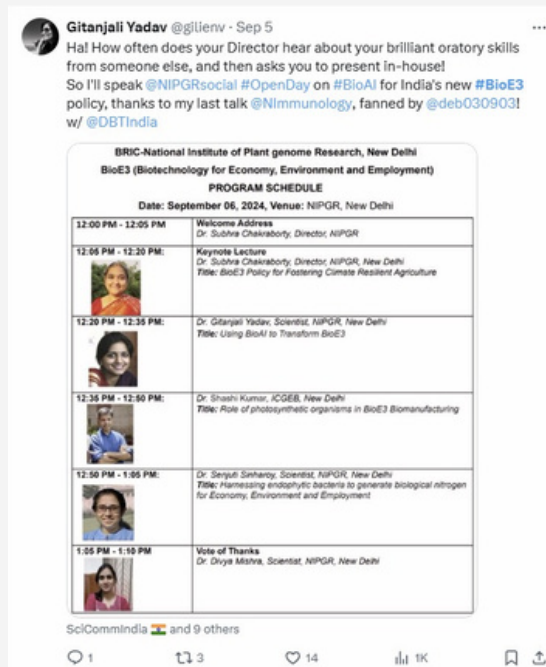 Gitanjali Yadav @gilienv · Sep 5
Ha! How often does your Director hear about your brilliant oratory skills
from someone else, and then asks you to present in-house!
So I'll speak @NIPGRsocial #OpenDay on #BioAI for India's new #BioE3
policy, thanks to my last talk @NImmunology, fanned by @deb030903!
w/ @DBTIndia
BRIC-National Institute of Plant genome Research, New Delhi
BioE3 (Biotechnology for Economy, Environment and Employment)
PROGRAM SCHEDULE
Date: September 06, 2024, Venue: NIPGR, New Delhi
12:00 PM - 12:05 PM
Welcome Address
Dr. Subhra Chakraborty, Director, NIPGR
12:05 PM - 12:20 PM:
Keynote Lecture
Dr. Subhra Chakraborty, Director, NIPGR, New Delhi
Title: BioE3 Policy for Fostering Climate Resilient Agriculture
12:20 PM - 12:35 PM:
Dr. Gitanjali Yadav, Scientist, NIPGR, New Delhi
Title: Using BioAI to Transform BioE3
12:35 PM - 12:50 PM:
Dr. Shashi Kumar, ICGEB, New Delhi
Title: Role of photosynthetic organisms in BioE3 Biomanufacturing
12:50 PM - 1:05 PM:
Dr. Senjuti Sinharoy, Scientist, NIPGR, New Delhi
Title: Harnessing endophytic bacteria to generate biological nitrogen
for Economy, Environment and Employment
1:05 PM - 1:10 PM
Vote of Thanks
Dr. Divya Mishra, Scientist, NIPGR, New Delhi
SciCommIndia 🇮🇳 and 9 others
1 3 14 1K